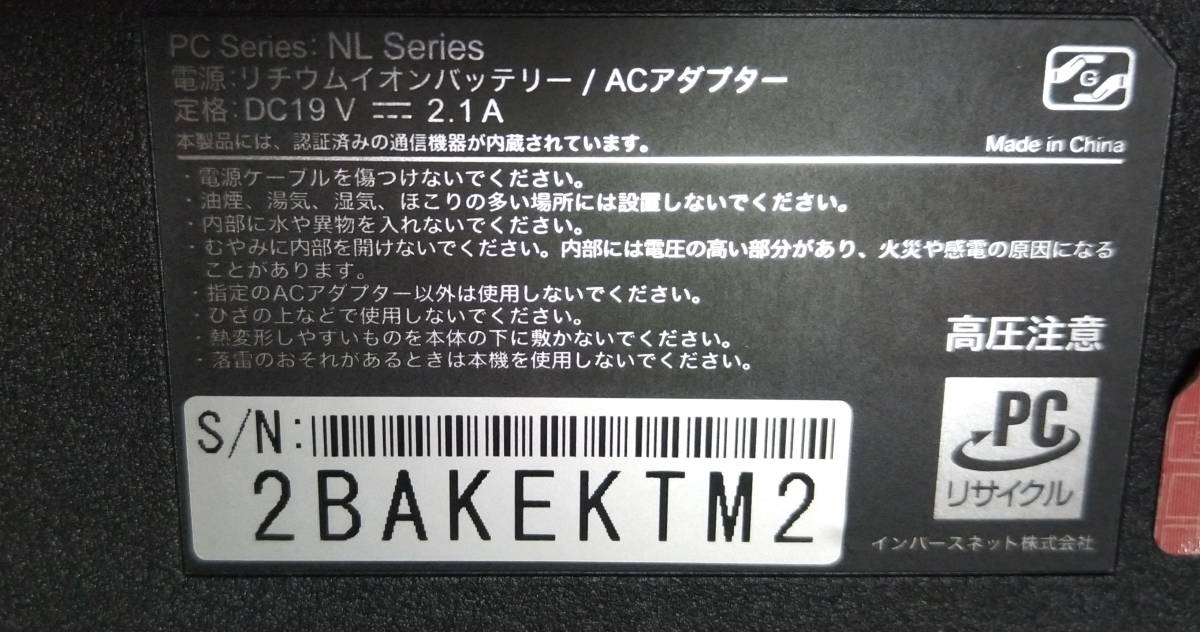 PC Series: NL Series
電源:リチウムイオンバッテリー / ACアダプター
定格:DC19V ⎓ 2.1A
本製品には、認証済みの通信機器が内蔵されています。
Made in China
・電源ケーブルを傷つけないでください。
・油煙、湯気、湿気、ほこりの多い場所には設置しないでください。
・内部に水や異物を入れないでください。
・むやみに内部を開けないでください。内部には電圧の高い部分があり、火災や感電の原因になる
ことがあります。
・指定のACアダプター以外は使用しないでください。
・ひざの上などで使用しないでください。
・熱変形しやすいものを本体の下に敷かないでください。
・落雷のおそれがあるときは本機を使用しないでください。
G
高圧注意
S/N:
2BAKEKTM2
PC
リサイクル
インバースネット株式会社